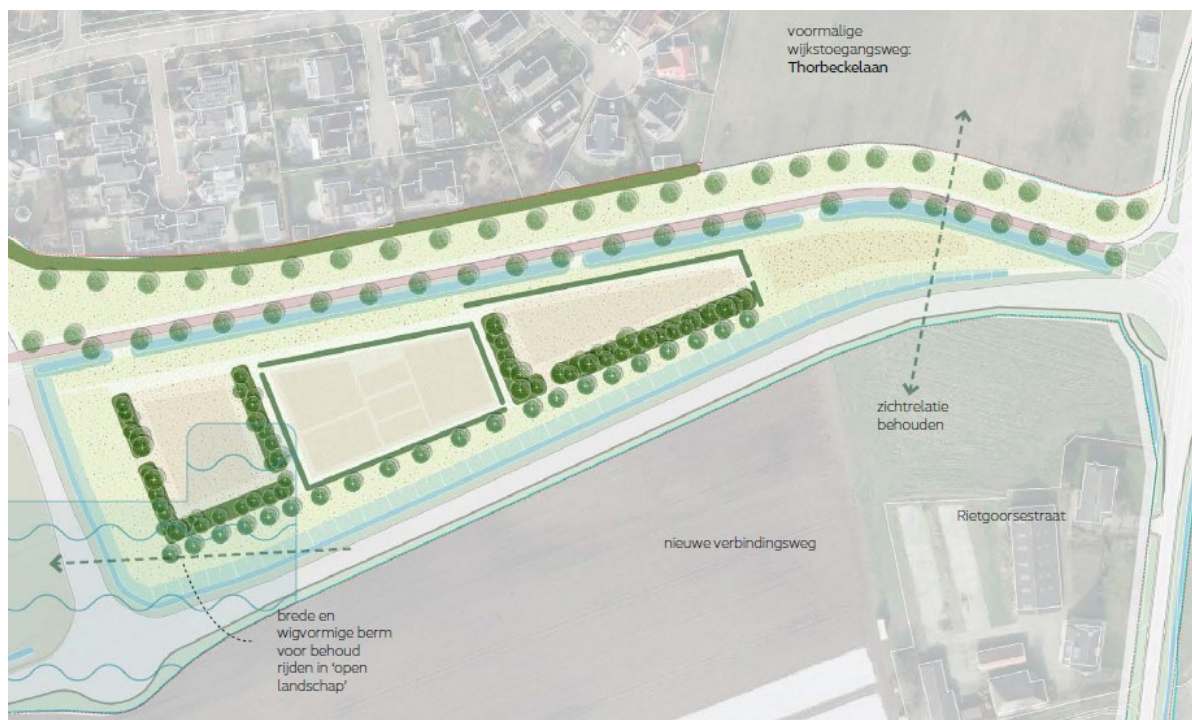 voormalige
wijkstoegangsweg:
Thorbeckelaan
zichtrelatie
behouden
Rietgoorsestraat
nieuwe verbindingsweg
brede en
wigvormige berm
voor behoud
rijden in ‘open
landschap’